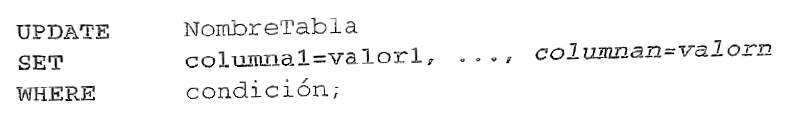 UPDATE NombreTabla
SET columna1=valor1, ..., columnan=valorn
WHERE condición;